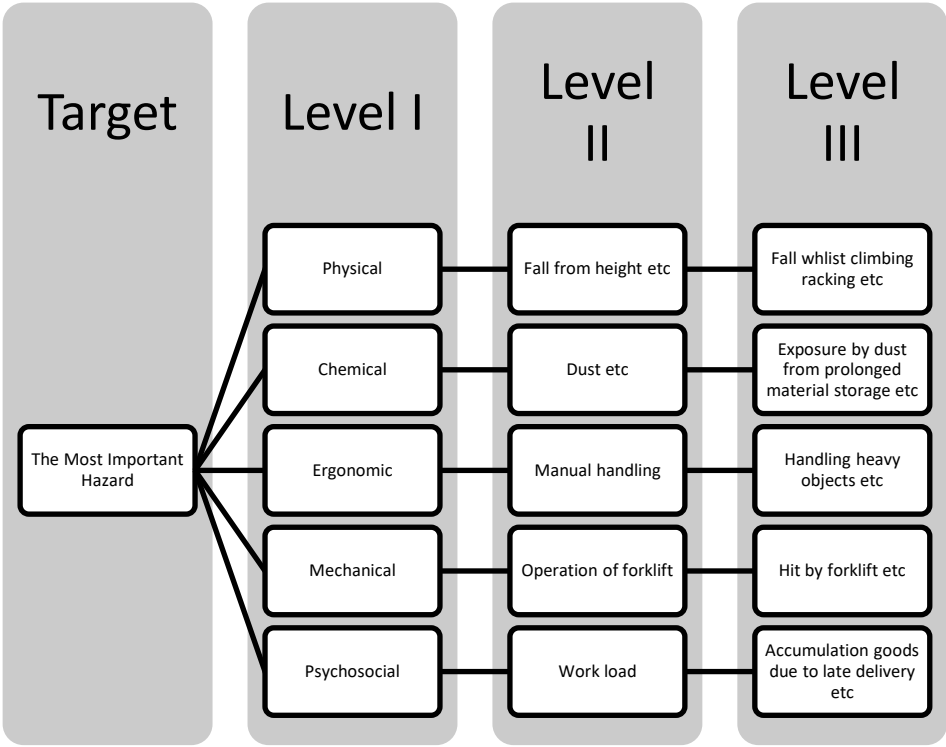 Target
Level I
Level
II
Level
III
Physical
Fall from height etc
Fall whlist climbing
racking etc
Chemical
Dust etc
Exposure by dust
from prolonged
material storage etc
The Most Important
Hazard
Ergonomic
Manual handling
Handling heavy
objects etc
Mechanical
Operation of forklift
Hit by forklift etc
Psychosocial
Work load
Accumulation goods
due to late delivery
etc